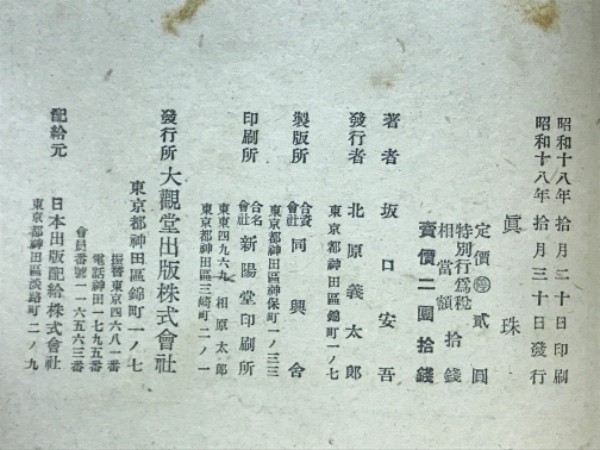 昭和十八年拾月二十日印刷
昭和十八年拾月三十日發行
眞珠
定價 停 貳圓
特別行爲稅
相當額 拾錢
賣價二圓拾錢
著者 坂口安吾
發行者 北原義太郎
東京都神田區錦町一ノ七
製版所 合資會社 同興舍
東京都神田區神保町一ノ三三
印刷所 合名會社 新陽堂印刷所
東東四九六九 相原太郎
東京都神田區三崎町二ノ一
發行所 大觀堂出版株式會社
東京都神田區錦町一ノ七
振替東京四六八一番
電話神田一七九五番
會員番號一一六五六三番
配給元 日本出版配給株式會社
東京都神田區淡路町二ノ九